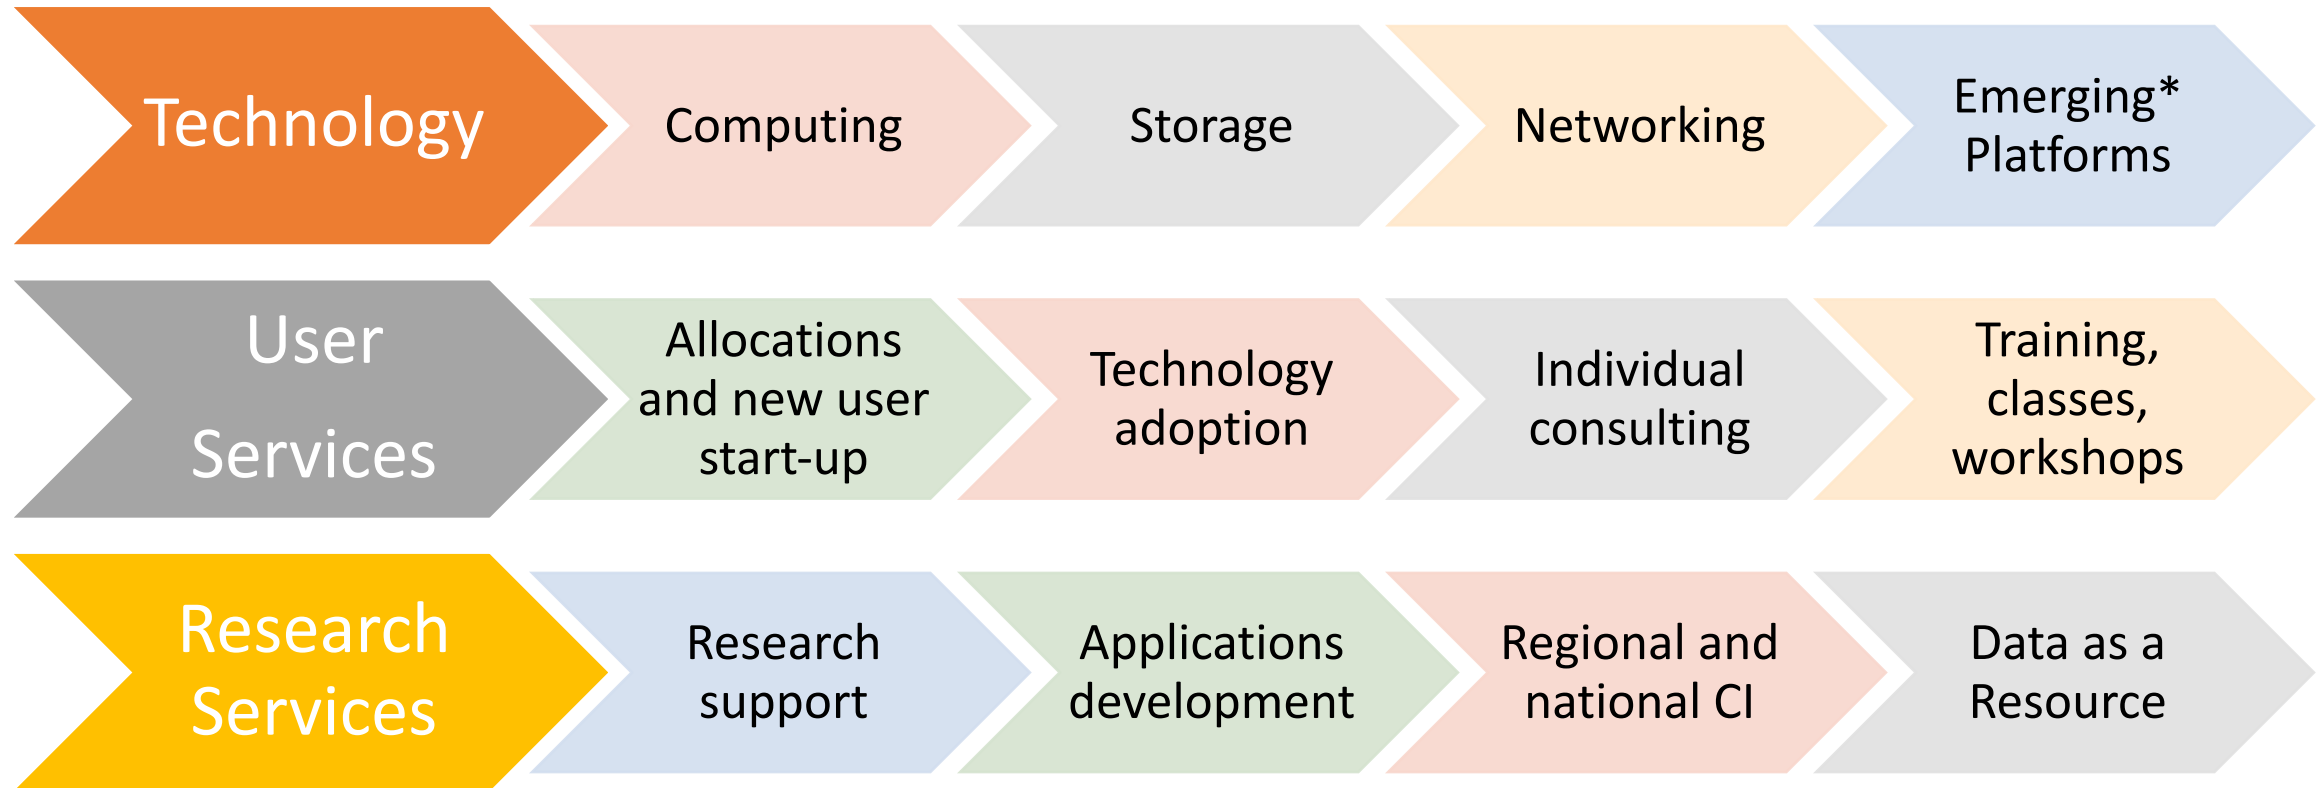 Technology
Computing
Storage
Networking
Emerging*
Platforms
User
Services
Allocations
and new user
start-up
Technology
adoption
Individual
consulting
Training,
classes,
workshops
Research
Services
Research
support
Applications
development
Regional and
national CI
Data as a
Resource